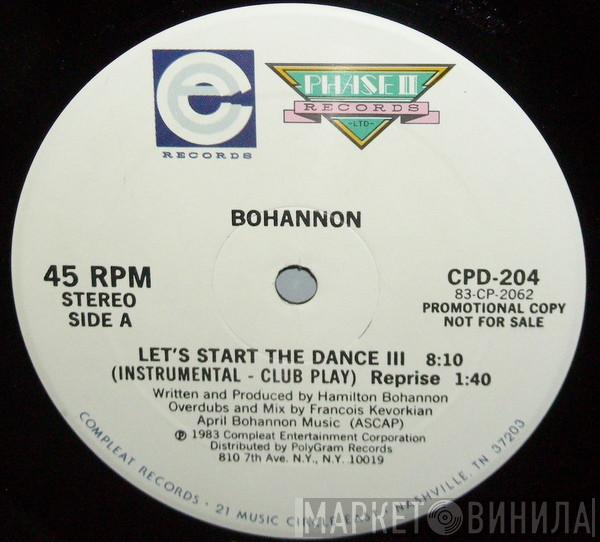 e
RECORDS
PHASE II
RECORDS
-LTD-
BOHANNON
45 RPM
STEREO
SIDE A
CPD-204
83-CP-2062
PROMOTIONAL COPY
NOT FOR SALE
LET'S START THE DANCE III 8:10
(INSTRUMENTAL - CLUB PLAY) Reprise 1:40
Written and Produced by Hamilton Bohannon
Overdubs and Mix by Francois Kevorkian
April Bohannon Music (ASCAP)
℗ 1983 Compleat Entertainment Corporation
Distributed by PolyGram Records
810 7th Ave. N.Y., N.Y. 10019
COMPLEAT RECORDS · 21 MUSIC CIRCLE EAST · NASHVILLE, TN 37203
МАРКЕТ ВИНИЛА